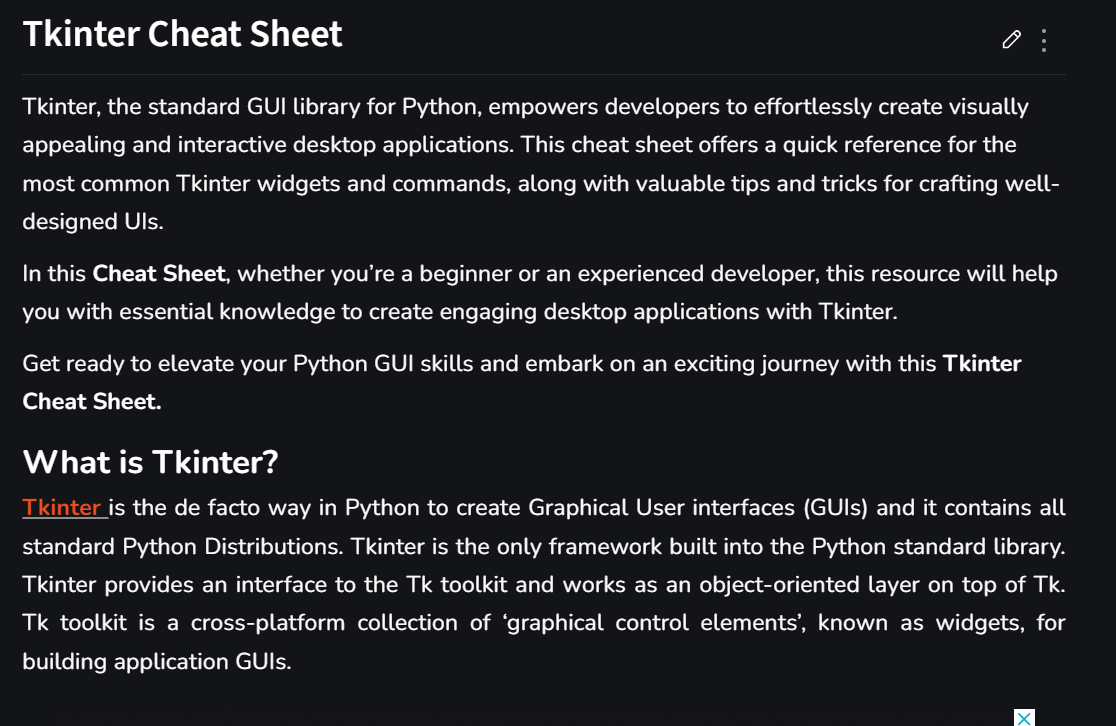 Tkinter Cheat Sheet
Tkinter, the standard GUI library for Python, empowers developers to effortlessly create visually
appealing and interactive desktop applications. This cheat sheet offers a quick reference for the
most common Tkinter widgets and commands, along with valuable tips and tricks for crafting well-
designed UIs.
In this Cheat Sheet, whether you’re a beginner or an experienced developer, this resource will help
you with essential knowledge to create engaging desktop applications with Tkinter.
Get ready to elevate your Python GUI skills and embark on an exciting journey with this Tkinter
Cheat Sheet.
What is Tkinter?
Tkinter is the de facto way in Python to create Graphical User interfaces (GUIs) and it contains all
standard Python Distributions. Tkinter is the only framework built into the Python standard library.
Tkinter provides an interface to the Tk toolkit and works as an object-oriented layer on top of Tk.
Tk toolkit is a cross-platform collection of ‘graphical control elements’, known as widgets, for
building application GUIs.